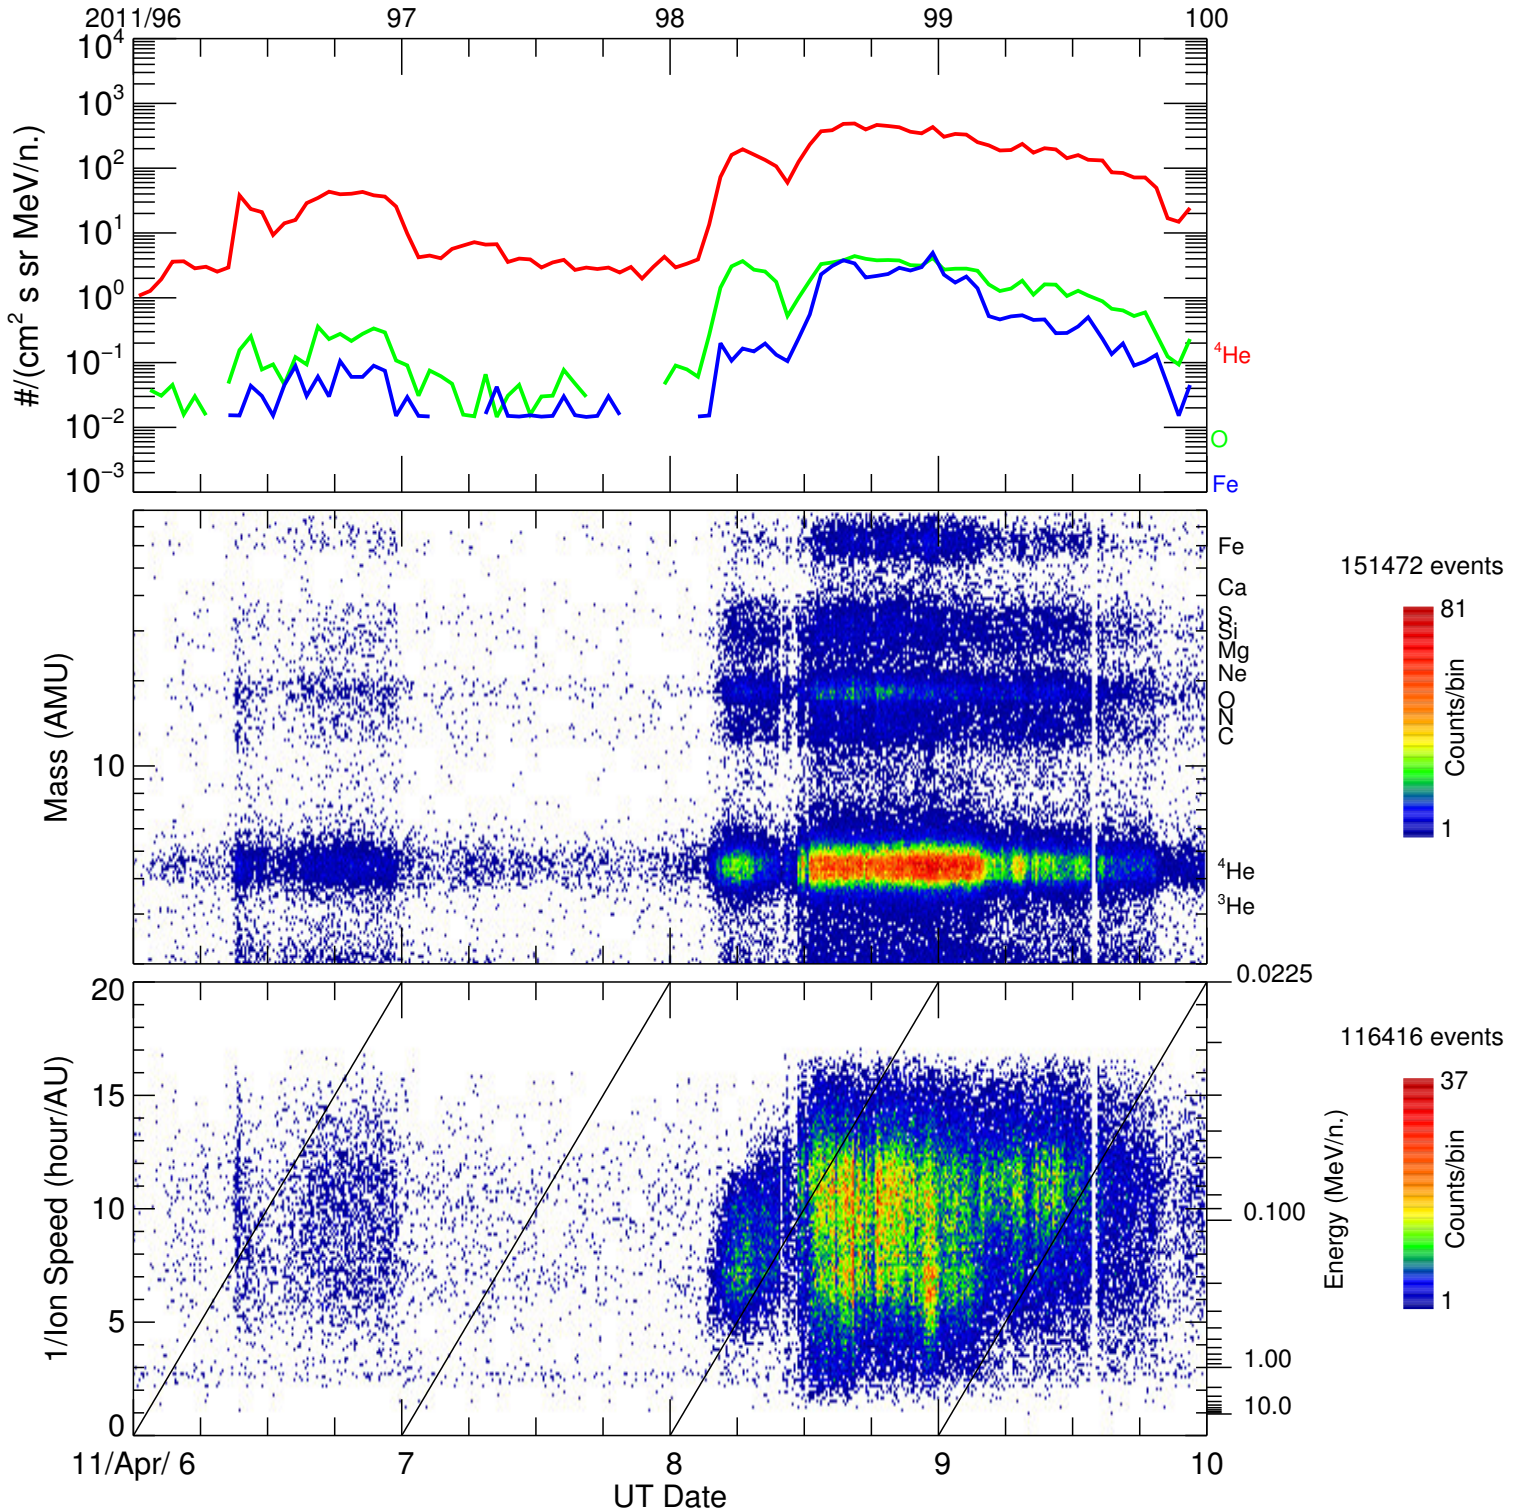 2011/96 97 98 99 100
10^4
10^3
10^2
10^1
10^0
10^−1
10^−2
10^−3
#/(cm^2 s sr MeV/n.)
^4He
O
Fe
Mass (AMU)
10
Fe
Ca
S
Si
Mg
Ne
O
N
C
^4He
^3He
151472 events
81
Counts/bin
1
1/Ion Speed (hour/AU)
20
15
10
5
0
0.0225
0.100
1.00
10.0
Energy (MeV/n.)
116416 events
37
Counts/bin
1
11/Apr/ 6 7 8 9 10
UT Date